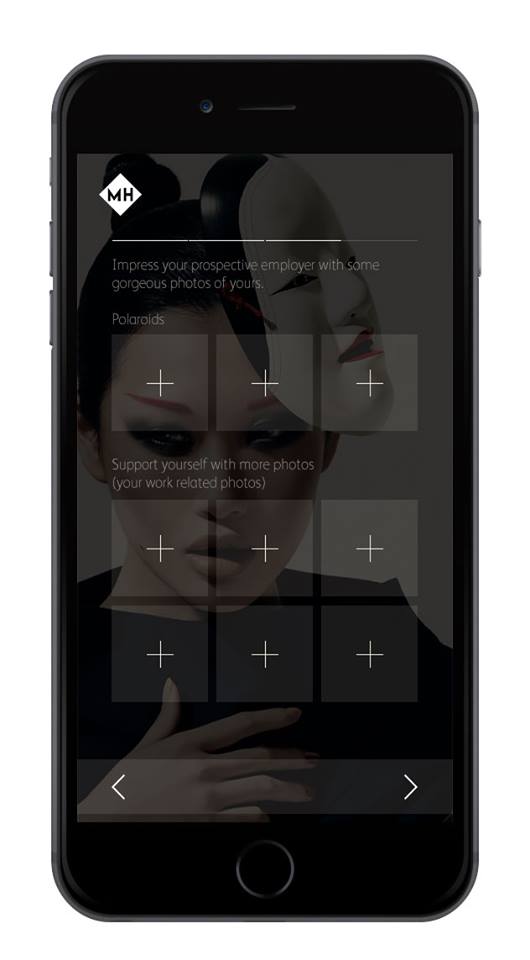 MH
Impress your prospective employer with some
gorgeous photos of yours.
Polaroids
Support yourself with more photos
(your work related photos)